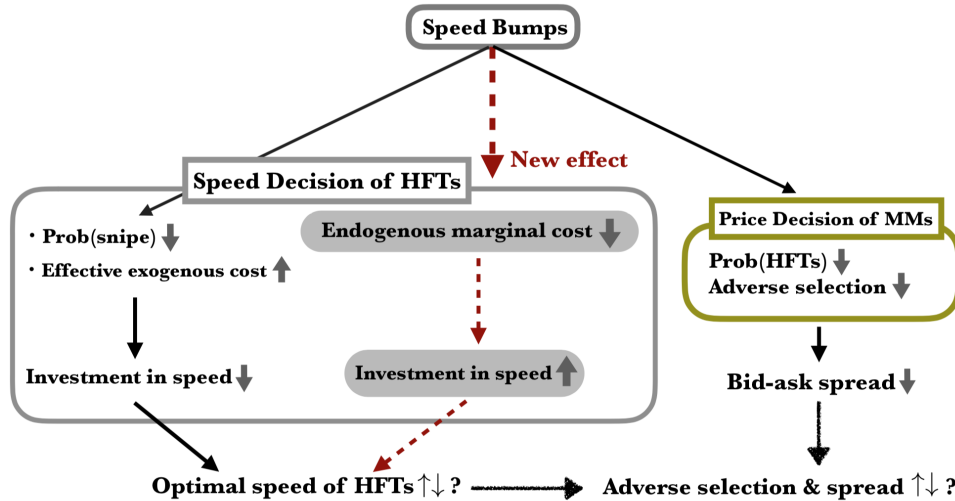 Speed Bumps
New effect
Speed Decision of HFTs
・Prob(snipe)
・Effective exogenous cost
Investment in speed
Endogenous marginal cost
Investment in speed
Price Decision of MMs
Prob(HFTs)
Adverse selection
Bid-ask spread
Optimal speed of HFTs ↑↓ ?
Adverse selection & spread ↑↓ ?